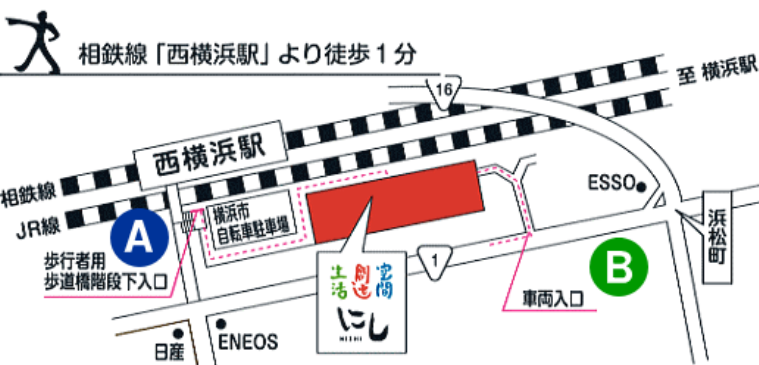 相鉄線「西横浜駅」より徒歩1分
16
至 横浜駅
西横浜駅
相鉄線
JR線
横浜市
自転車駐車場
ESSO
浜松町
A
歩行者用
歩道橋階段下入口
1
B
生活
創造
空間
にし
NISHI
車両入口
日産
ENEOS